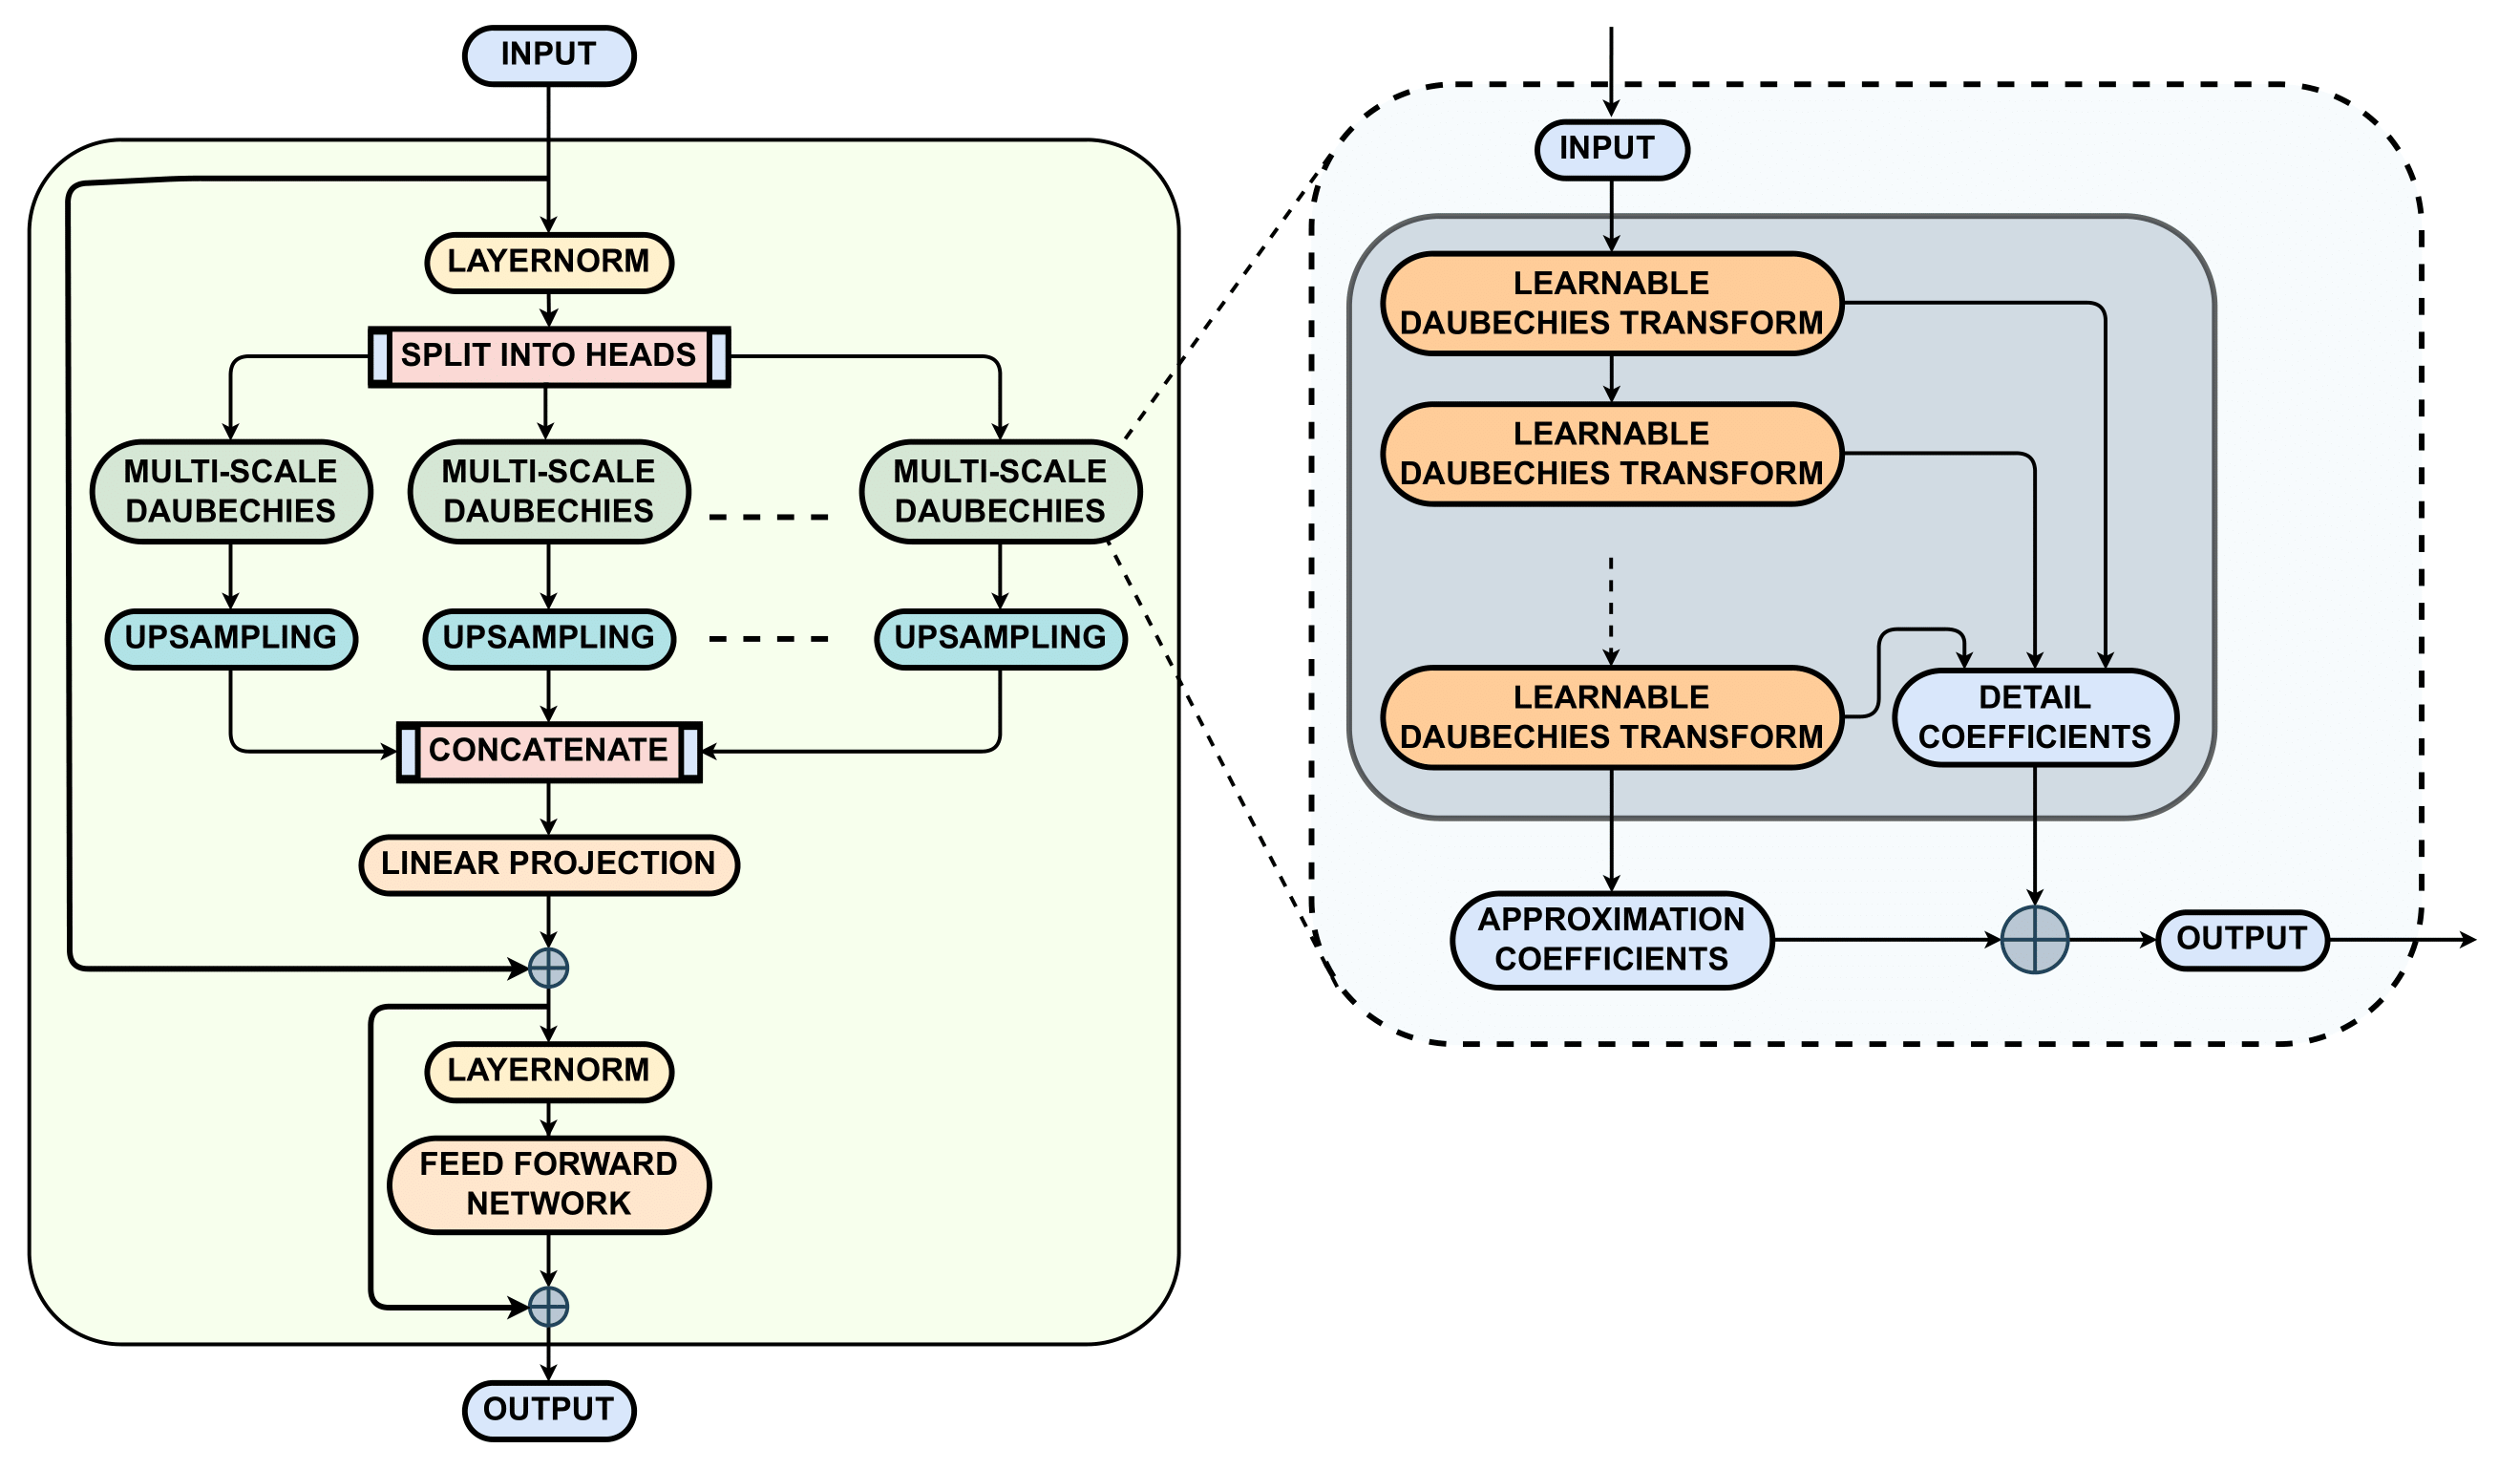 INPUT
LAYERNORM
SPLIT INTO HEADS
MULTI-SCALE
DAUBECHIES
MULTI-SCALE
DAUBECHIES
MULTI-SCALE
DAUBECHIES
UPSAMPLING
UPSAMPLING
UPSAMPLING
CONCATENATE
LINEAR PROJECTION
LAYERNORM
FEED FORWARD
NETWORK
OUTPUT
INPUT
LEARNABLE
DAUBECHIES TRANSFORM
LEARNABLE
DAUBECHIES TRANSFORM
LEARNABLE
DAUBECHIES TRANSFORM
DETAIL
COEFFICIENTS
APPROXIMATION
COEFFICIENTS
OUTPUT